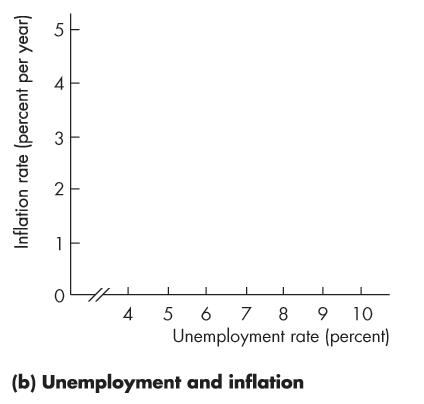 Inflation rate (percent per year)
5
4
3
2
1
0
4 5 6 7 8 9 10
Unemployment rate (percent)
(b) Unemployment and inflation